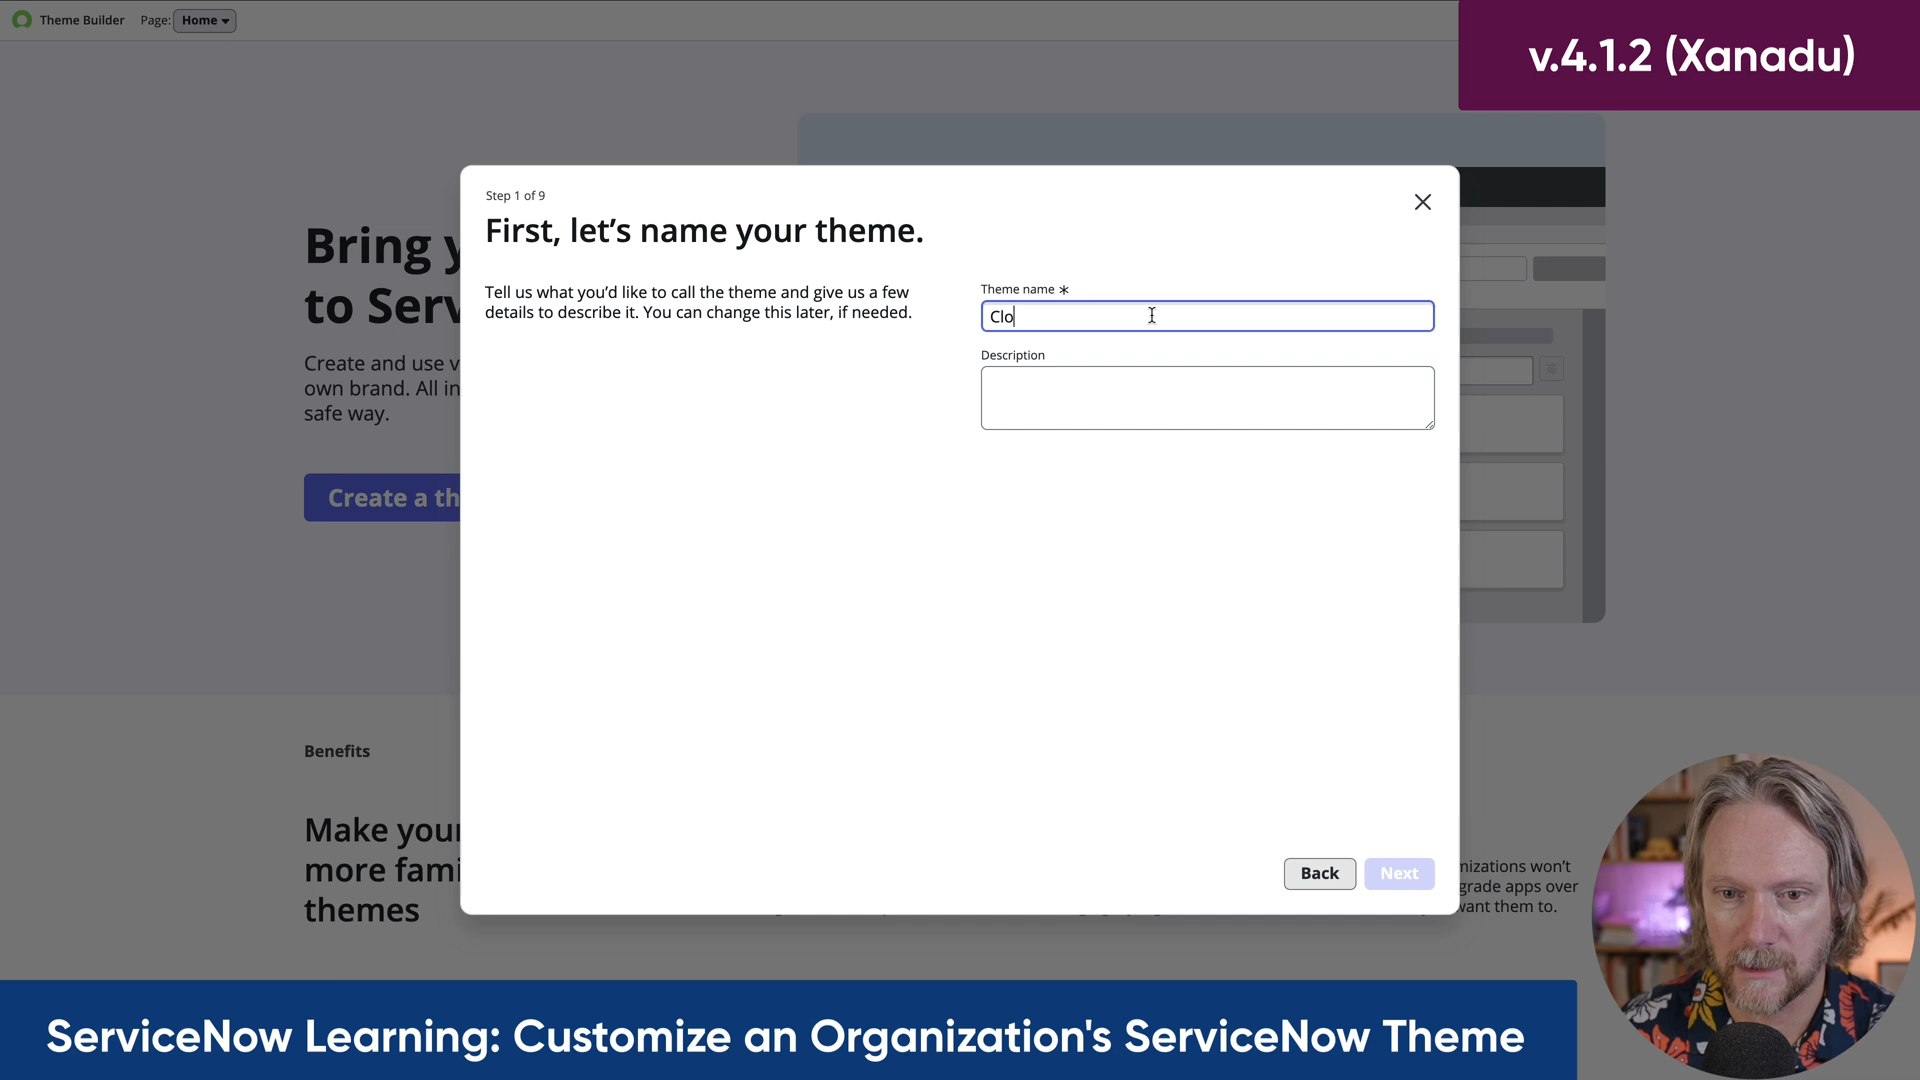 Theme Builder
Page: Home
v.4.1.2 (Xanadu)
Step 1 of 9
First, let's name your theme.
Tell us what you'd like to call the theme and give us a few
details to describe it. You can change this later, if needed.
Theme name *
Clo
Description
Back
Next
Bring y
to Serv
Create and use v
own brand. All in
safe way.
Create a th
Benefits
Make your
more fami
themes
mizations won't
grade apps over
want them to.
ServiceNow Learning: Customize an Organization's ServiceNow Theme